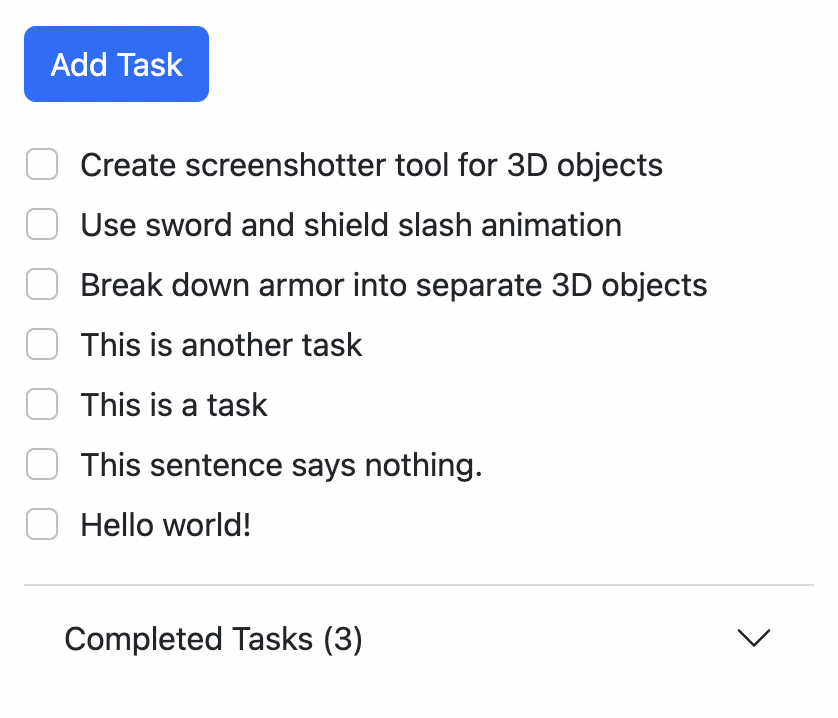 Add Task
Create screenshotter tool for 3D objects
Use sword and shield slash animation
Break down armor into separate 3D objects
This is another task
This is a task
This sentence says nothing.
Hello world!
Completed Tasks (3)